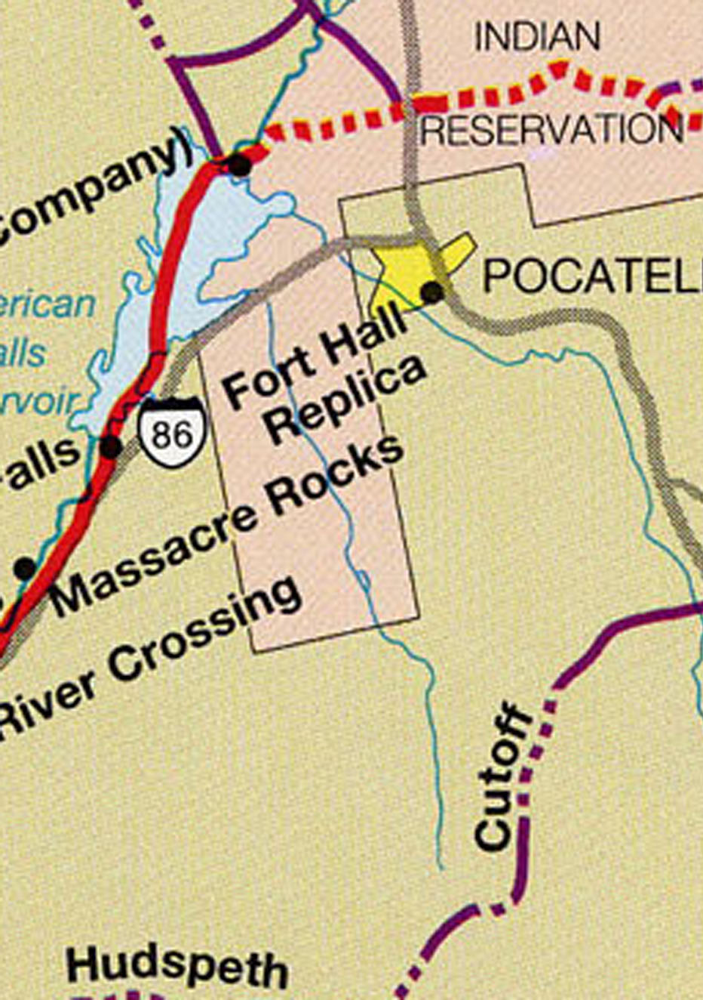 INDIAN
RESERVATION
Company)
POCATELL
erican
alls
rvoir
Fort Hall
Replica
86
alls
Massacre Rocks
River Crossing
Cutoff
Hudspeth